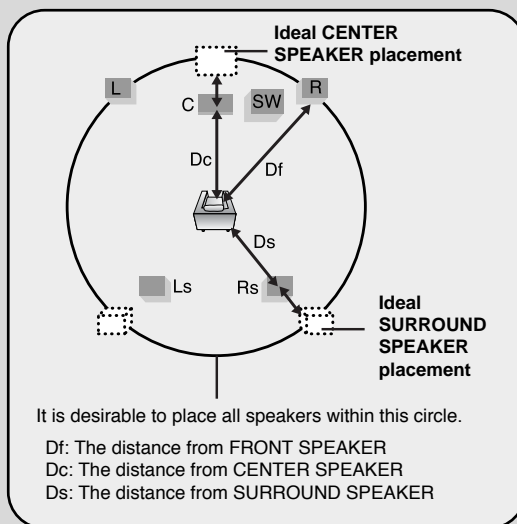 Ideal CENTER
SPEAKER placement
L
C
SW
R
Dc
Df
Ds
Ls
Rs
Ideal
SURROUND
SPEAKER
placement
It is desirable to place all speakers within this circle.
Df: The distance from FRONT SPEAKER
Dc: The distance from CENTER SPEAKER
Ds: The distance from SURROUND SPEAKER